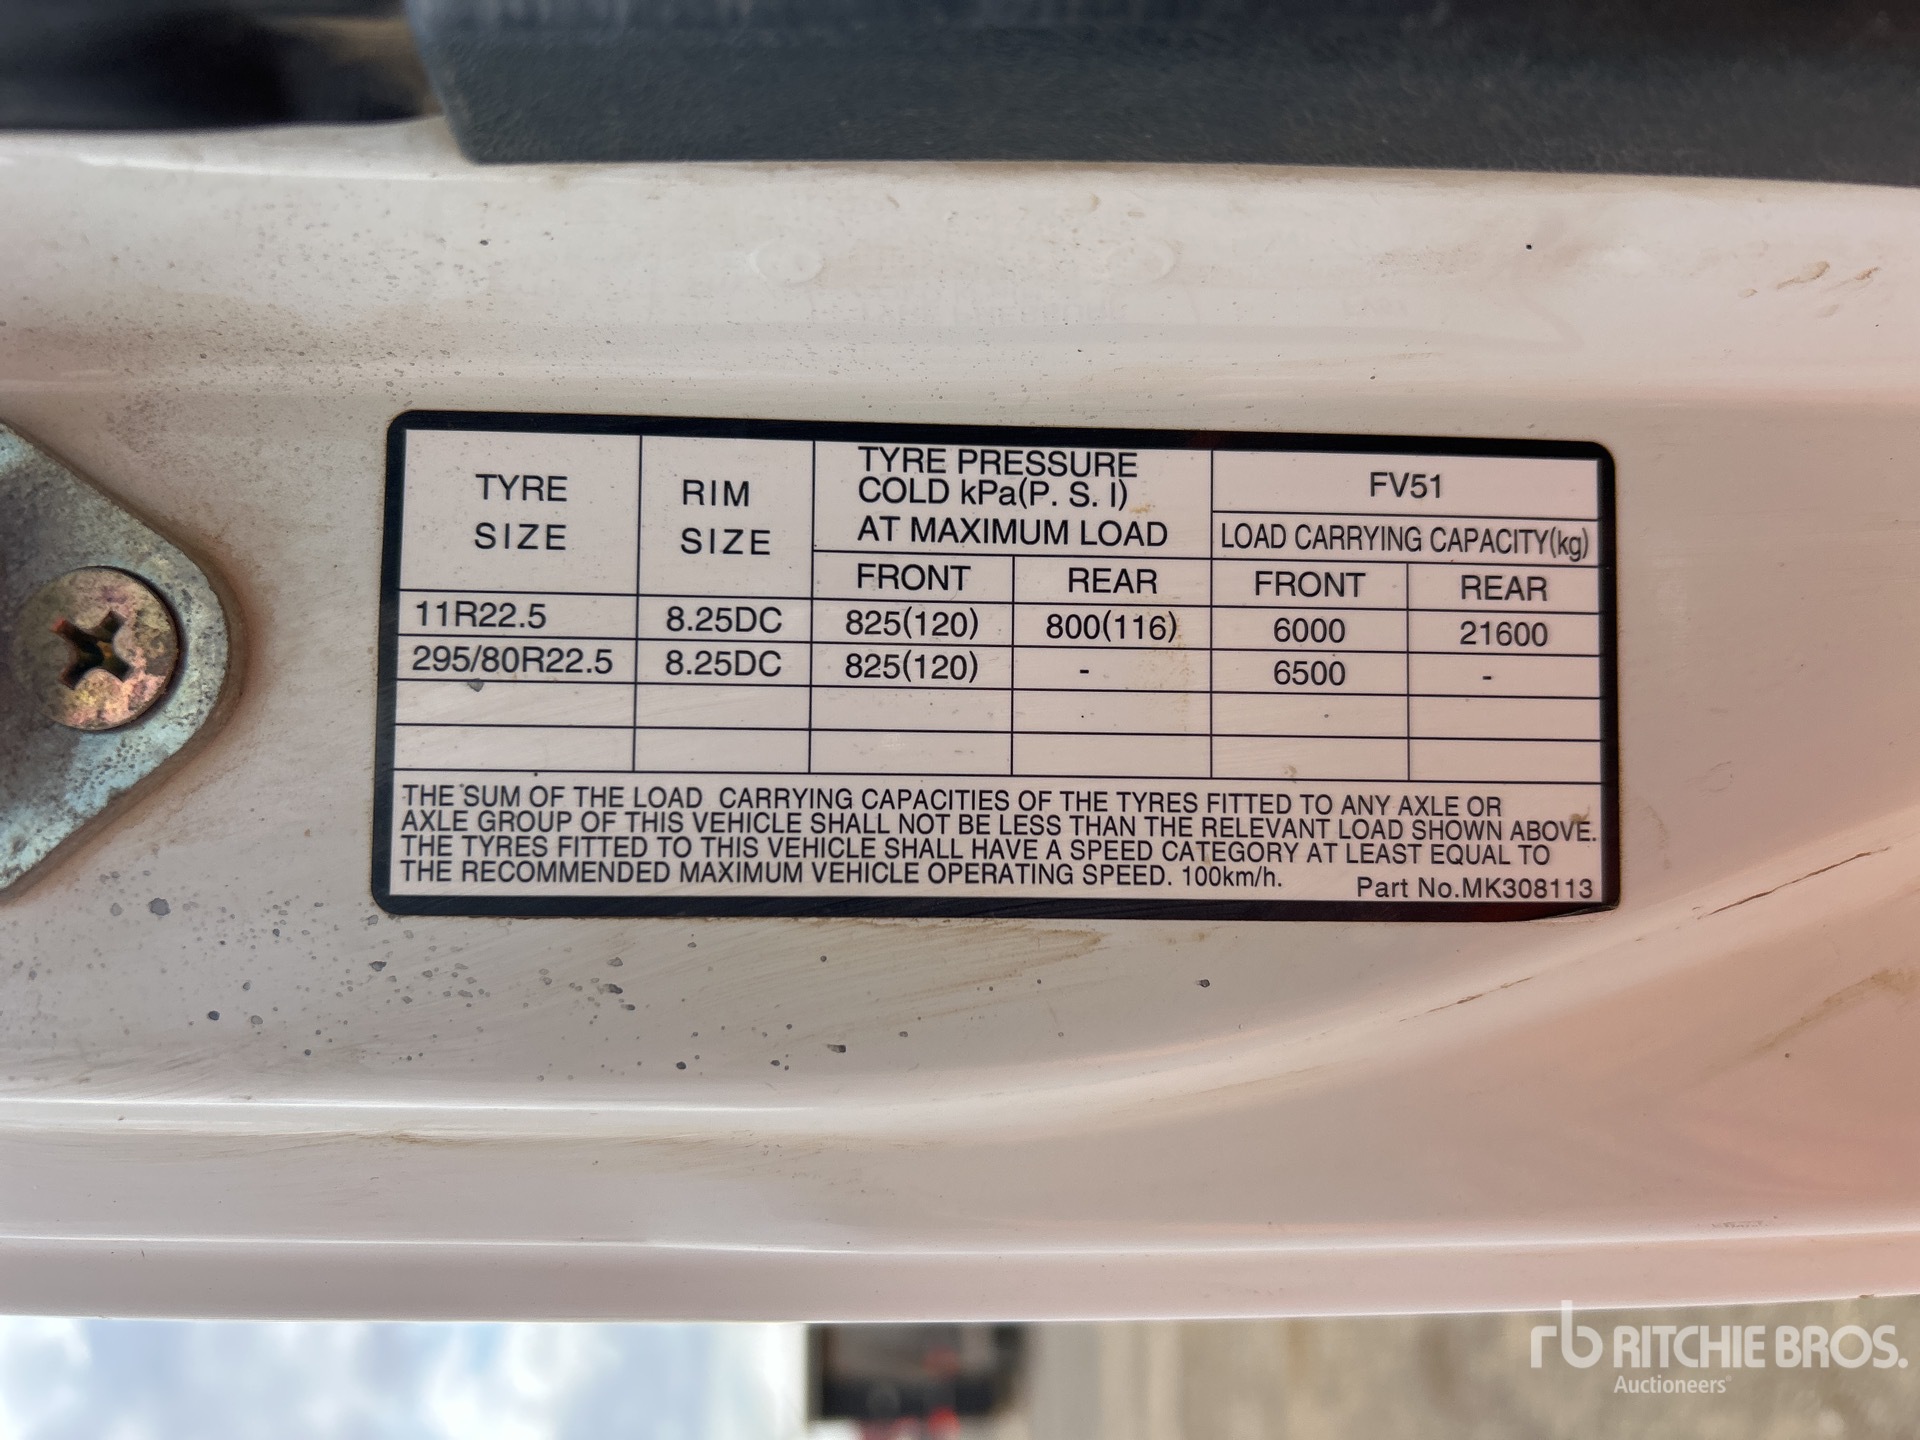 TYRE SIZE
RIM SIZE
TYRE PRESSURE
COLD kPa(P. S. I)
AT MAXIMUM LOAD
FV51
LOAD CARRYING CAPACITY(kg)
FRONT REAR FRONT REAR
11R22.5 8.25DC 825(120) 800(116) 6000 21600
295/80R22.5 8.25DC 825(120) - 6500 -
THE SUM OF THE LOAD CARRYING CAPACITIES OF THE TYRES FITTED TO ANY AXLE OR
AXLE GROUP OF THIS VEHICLE SHALL NOT BE LESS THAN THE RELEVANT LOAD SHOWN ABOVE.
THE TYRES FITTED TO THIS VEHICLE SHALL HAVE A SPEED CATEGORY AT LEAST EQUAL TO
THE RECOMMENDED MAXIMUM VEHICLE OPERATING SPEED. 100km/h.
Part No.MK308113
rb RITCHIE BROS.
Auctioneers